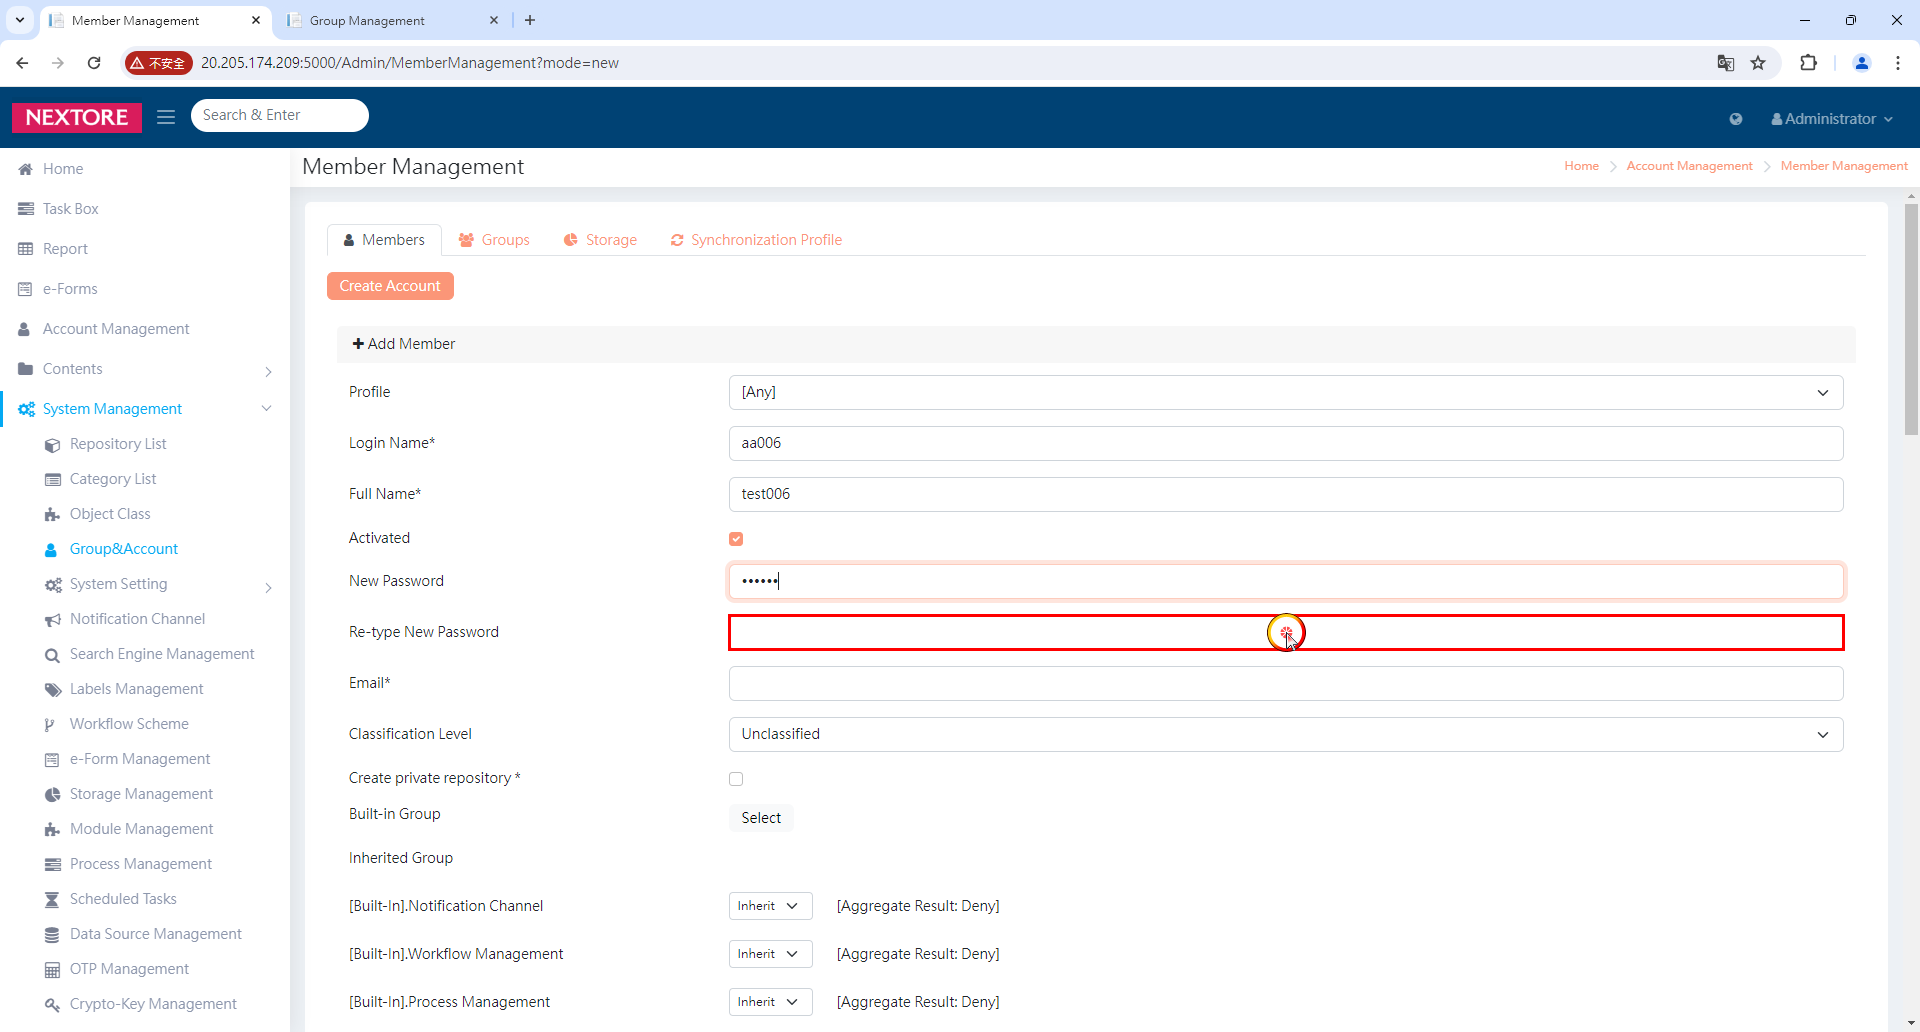 Member Management
Group Management
不安全
20.205.174.209:5000/Admin/MemberManagement?mode=new
NEXTORE
Search & Enter
Administrator
Home
Task Box
Report
e-Forms
Account Management
Contents
System Management
Repository List
Category List
Object Class
Group&Account
System Setting
Notification Channel
Search Engine Management
Labels Management
Workflow Scheme
e-Form Management
Storage Management
Module Management
Process Management
Scheduled Tasks
Data Source Management
OTP Management
Crypto-Key Management
Member Management
Home
Account Management
Member Management
Members
Groups
Storage
Synchronization Profile
Create Account
Add Member
Profile
[Any]
Login Name*
aa006
Full Name*
test006
Activated
New Password
••••••
Re-type New Password
Email*
Classification Level
Unclassified
Create private repository *
Built-in Group
Select
Inherited Group
[Built-In].Notification Channel
Inherit
[Aggregate Result: Deny]
[Built-In].Workflow Management
Inherit
[Aggregate Result: Deny]
[Built-In].Process Management
Inherit
[Aggregate Result: Deny]